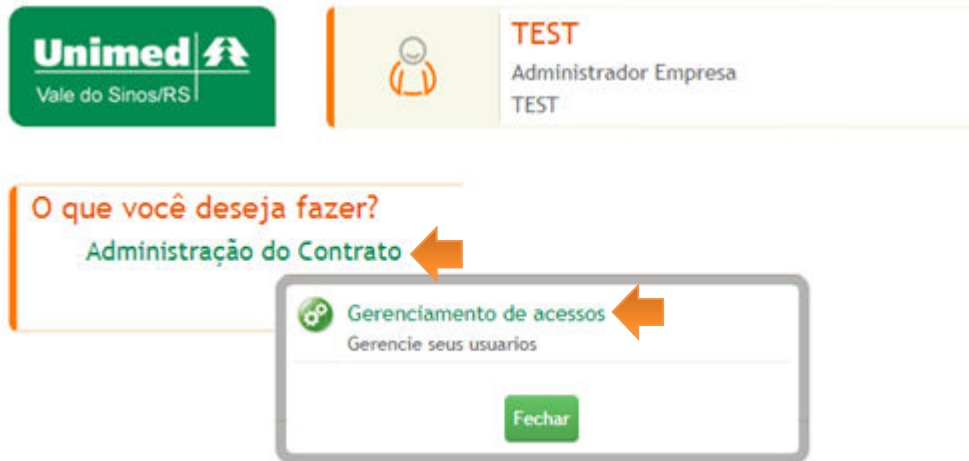 Unimed
Vale do Sinos/RS
TEST
Administrador Empresa
TEST
O que você deseja fazer?
Administração do Contrato
Gerenciamento de acessos
Gerencie seus usuarios
Fechar